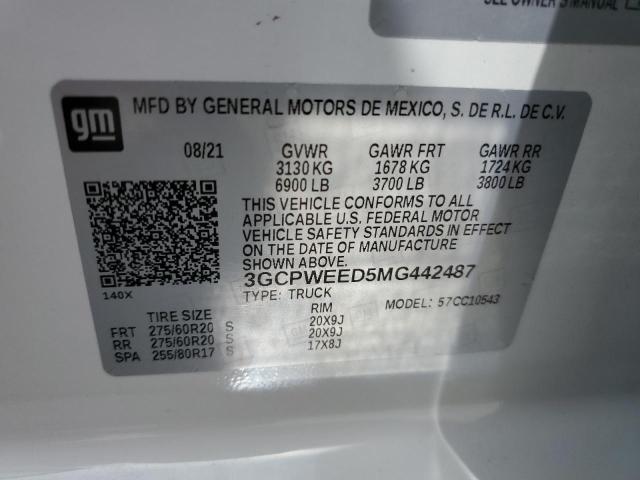 SEE OWNER'S MANUAL
gm
MFD BY GENERAL MOTORS DE MEXICO, S. DE R.L. DE C.V.
08/21 GVWR GAWR FRT GAWR RR
3130 KG 1678 KG 1724 KG
6900 LB 3700 LB 3800 LB
THIS VEHICLE CONFORMS TO ALL
APPLICABLE U.S. FEDERAL MOTOR
VEHICLE SAFETY STANDARDS IN EFFECT
ON THE DATE OF MANUFACTURE
SHOWN ABOVE.
3GCPWEED5MG442487
140X
TYPE: TRUCK MODEL: 57CC10543
TIRE SIZE RIM
FRT 275/60R20 S 20X9J
RR 275/60R20 S 20X9J
SPA 255/80R17 S 17X8J